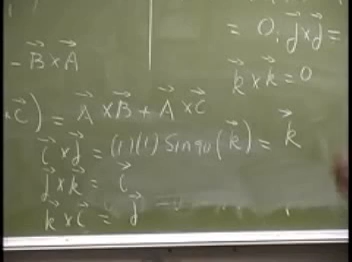 = 0, j⃗ × j⃗ =
- B⃗ × A⃗
k⃗ × k⃗ = 0
× C⃗) = A⃗ × B⃗ + A⃗ × C⃗
i⃗ × j⃗ = (1)(1) Sin 90 (k⃗) = k⃗
j⃗ × k⃗ = i⃗
k⃗ × i⃗ = j⃗